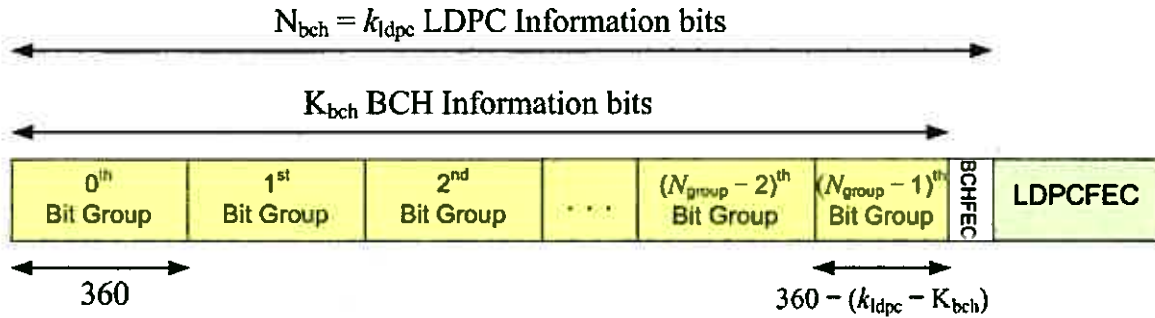 N_bch = k_ldpc LDPC Information bits
K_bch BCH Information bits
0th
Bit Group
1st
Bit Group
2nd
Bit Group
. . .
(N_group − 2)th
Bit Group
(N_group − 1)th
Bit Group
BCHFEC
LDPCFEC
360
360 − (k_ldpc − K_bch)